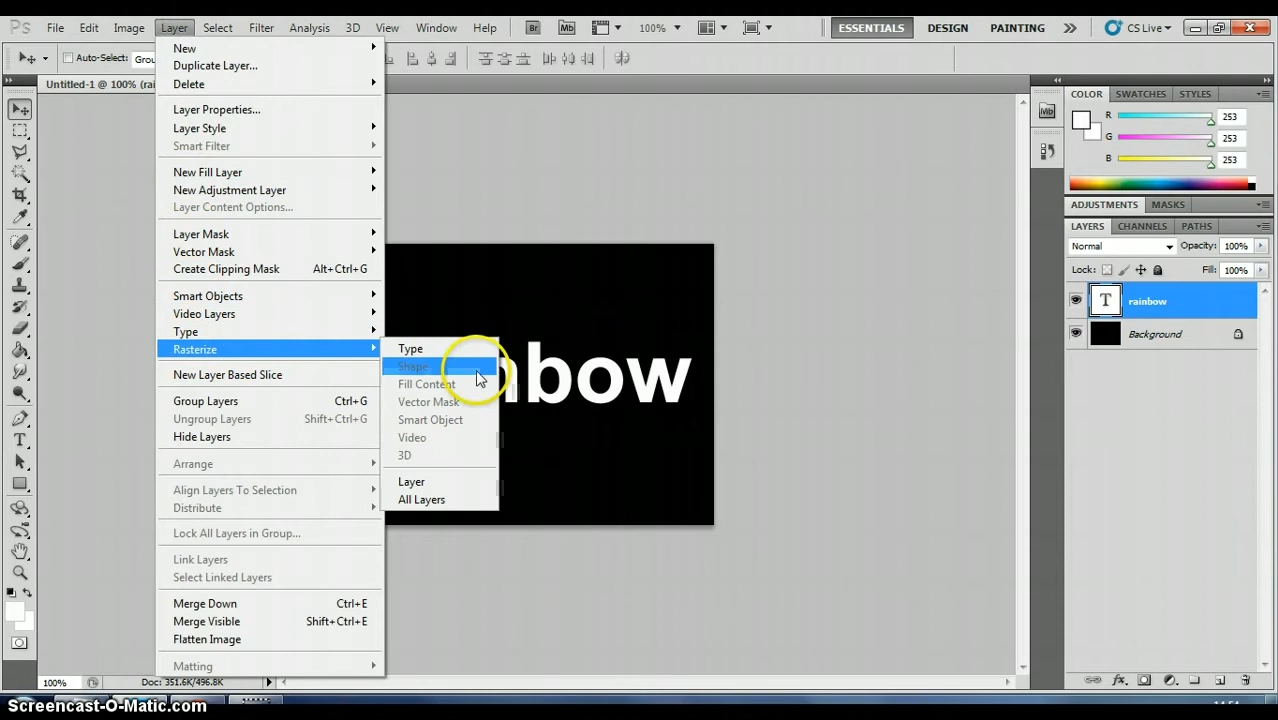 PS File Edit Image Layer Select Filter Analysis 3D View Window Help Br Mb 100% ESSENTIALS DESIGN PAINTING CS Live
Auto-Select: Grou
Untitled-1 @ 100% (rai
New
Duplicate Layer...
Delete
Layer Properties...
Layer Style
Smart Filter
New Fill Layer
New Adjustment Layer
Layer Content Options...
Layer Mask
Vector Mask
Create Clipping Mask Alt+Ctrl+G
Smart Objects
Video Layers
Type
Rasterize
New Layer Based Slice
Group Layers Ctrl+G
Ungroup Layers Shift+Ctrl+G
Hide Layers
Arrange
Align Layers To Selection
Distribute
Lock All Layers in Group...
Link Layers
Select Linked Layers
Merge Down Ctrl+E
Merge Visible Shift+Ctrl+E
Flatten Image
Matting
Type
Shape
Fill Content
Vector Mask
Smart Object
Video
3D
Layer
All Layers
nbow
Mb
COLOR SWATCHES STYLES
R 253
G 253
B 253
ADJUSTMENTS MASKS
LAYERS CHANNELS PATHS
Normal Opacity: 100%
Lock: Fill: 100%
T rainbow
Background
100% Doc: 351.6K/496.8K
Screencast-O-Matic.com